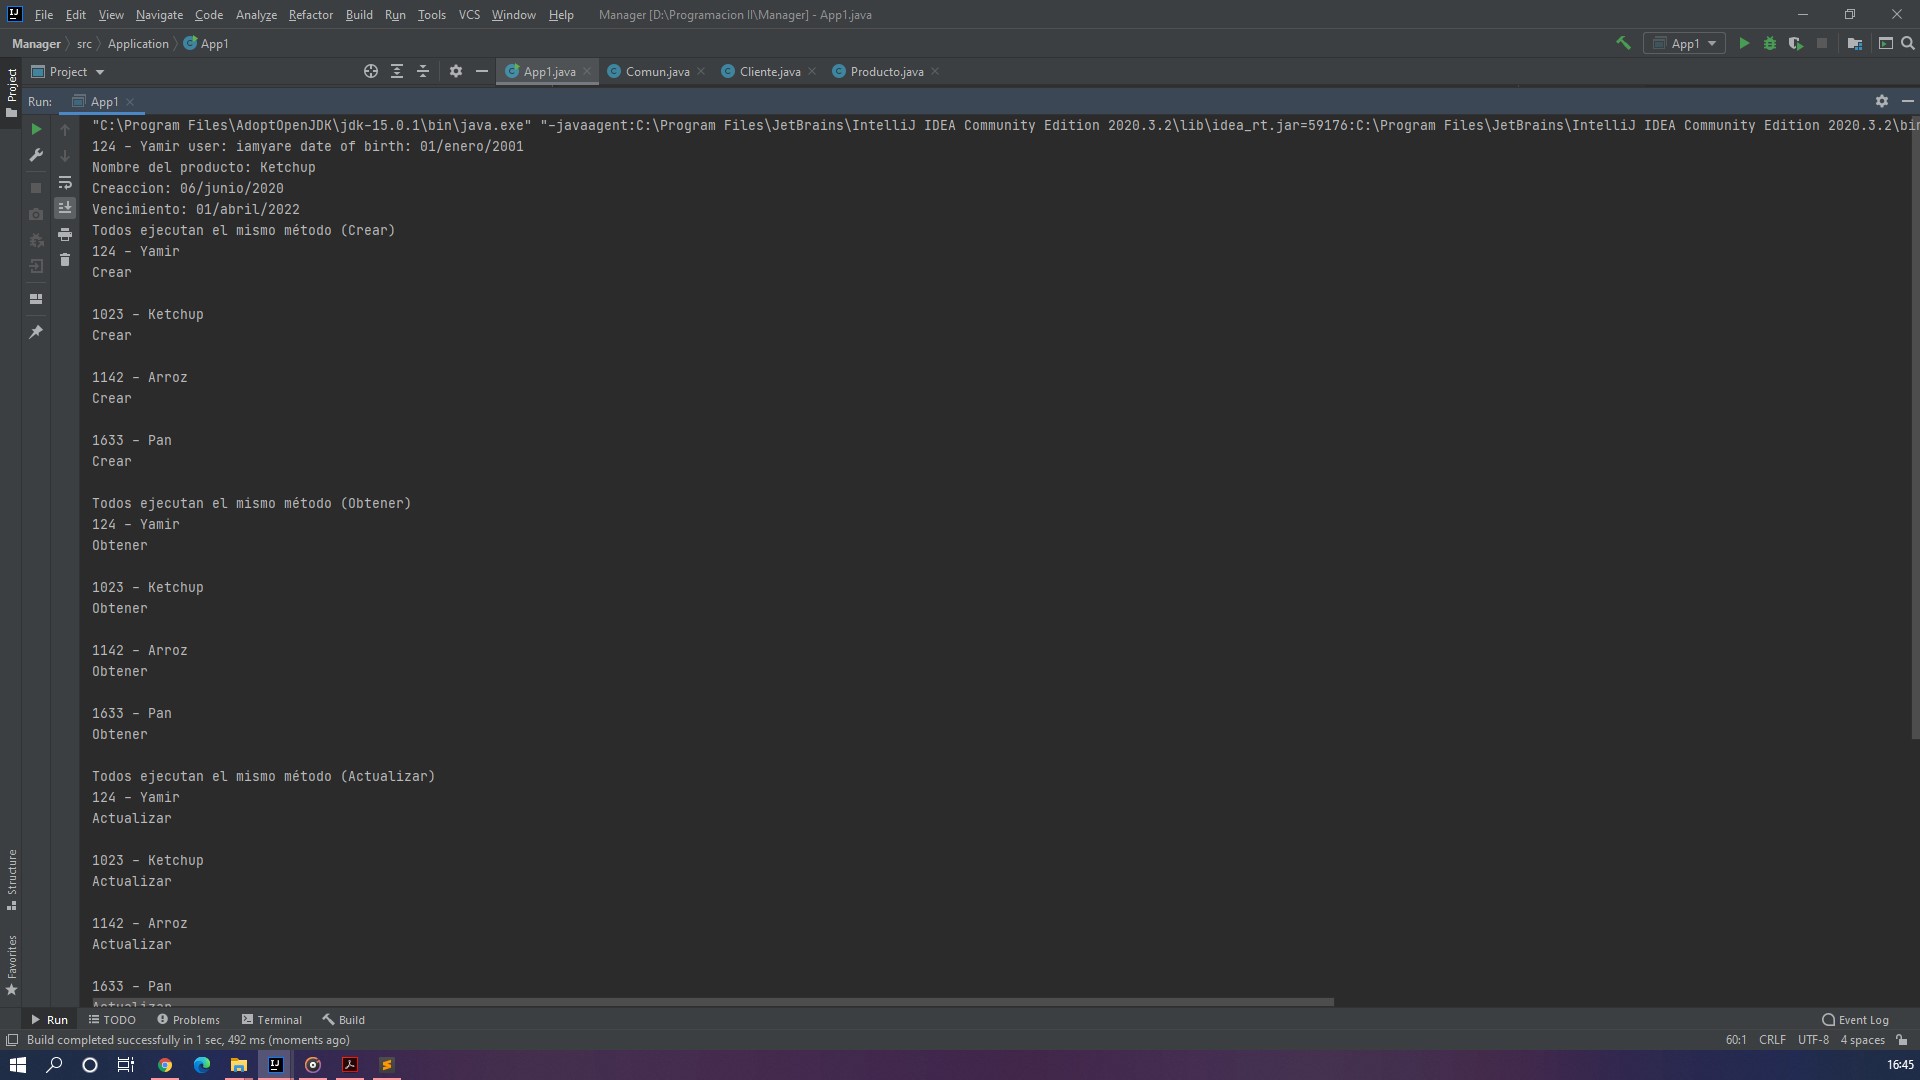 File Edit View Navigate Code Analyze Refactor Build Run Tools VCS Window Help Manager [D:\Programacion II\Manager] - App1.java
Manager src Application App1 App1
Project App1.java Comun.java Cliente.java Producto.java
Project
Run: App1
"C:\Program Files\AdoptOpenJDK\jdk-15.0.1\bin\java.exe" "-javaagent:C:\Program Files\JetBrains\IntelliJ IDEA Community Edition 2020.3.2\lib\idea_rt.jar=59176:C:\Program Files\JetBrains\IntelliJ IDEA Community Edition 2020.3.2\bin
124 - Yamir user: iamyare date of birth: 01/enero/2001
Nombre del producto: Ketchup
Creaccion: 06/junio/2020
Vencimiento: 01/abril/2022
Todos ejecutan el mismo método (Crear)
124 - Yamir
Crear
1023 - Ketchup
Crear
1142 - Arroz
Crear
1633 - Pan
Crear
Todos ejecutan el mismo método (Obtener)
124 - Yamir
Obtener
1023 - Ketchup
Obtener
1142 - Arroz
Obtener
1633 - Pan
Obtener
Todos ejecutan el mismo método (Actualizar)
124 - Yamir
Actualizar
1023 - Ketchup
Actualizar
1142 - Arroz
Actualizar
1633 - Pan
Actualizar
Structure
Favorites
Run TODO Problems Terminal Build Event Log
Build completed successfully in 1 sec, 492 ms (moments ago) 60:1 CRLF UTF-8 4 spaces
16:45